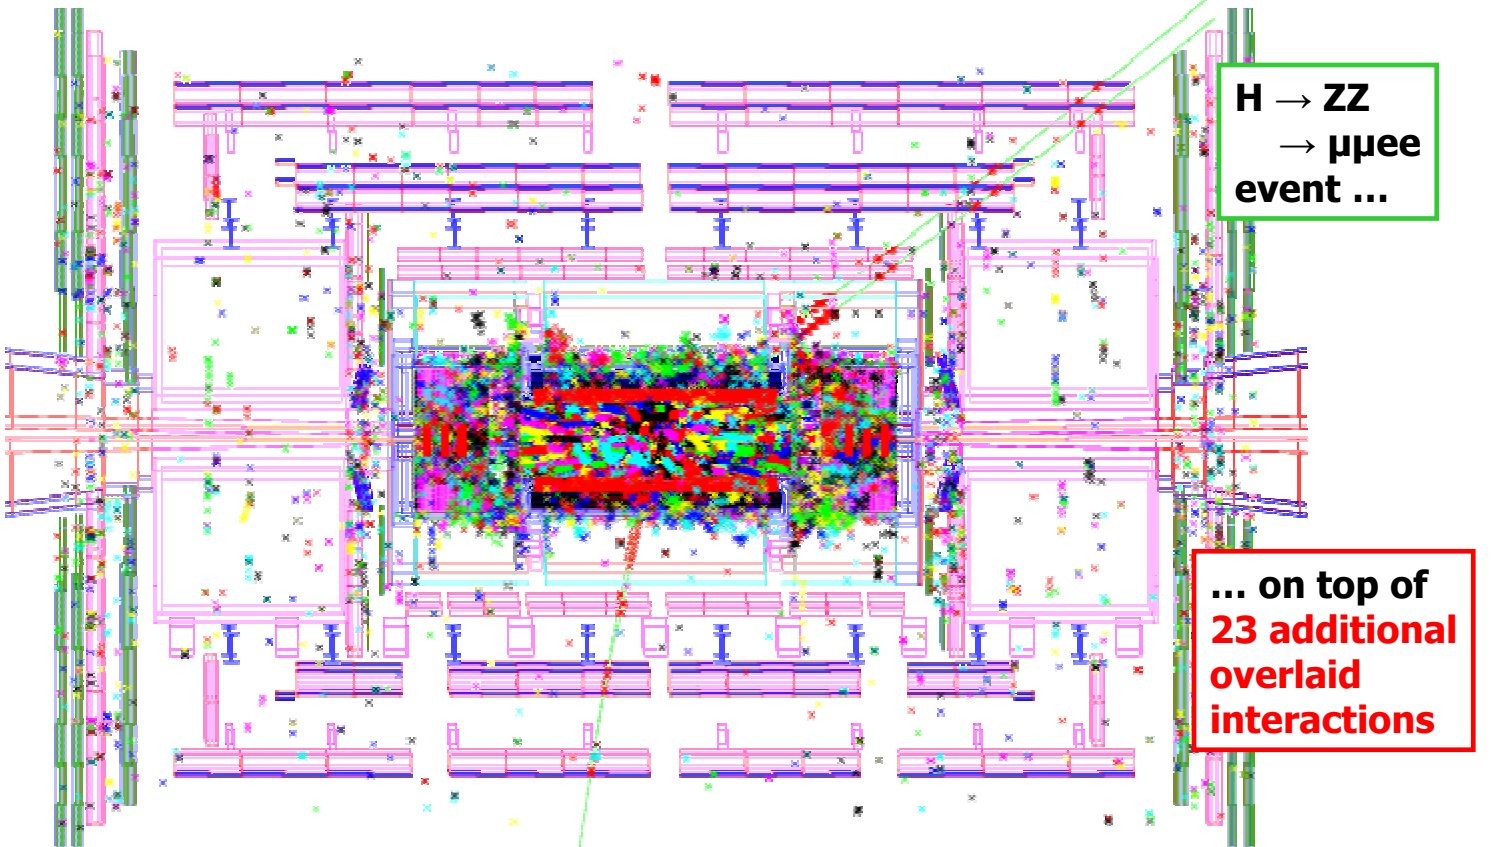 H → ZZ
→ μμee
event ...
... on top of
23 additional
overlaid
interactions